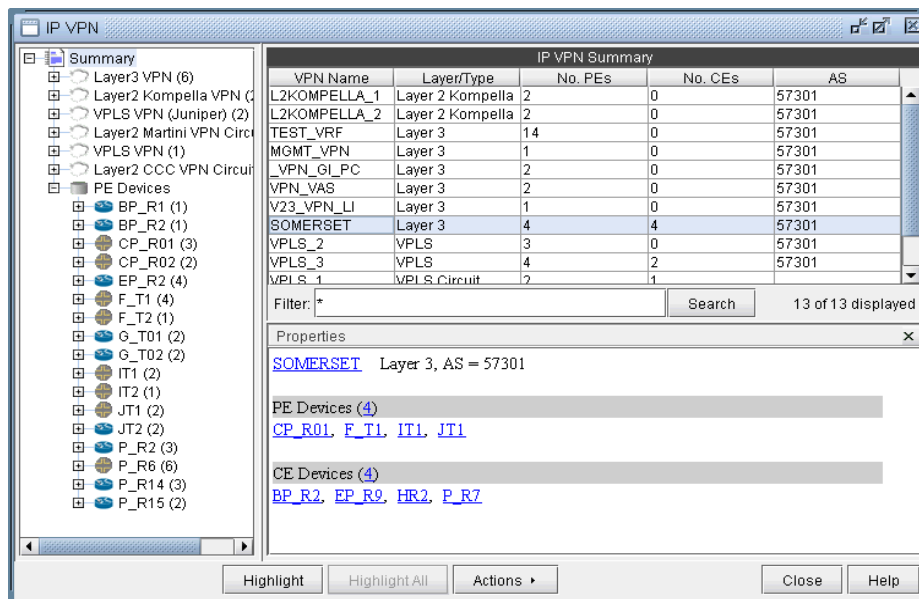 IP VPN
Summary
Layer3 VPN (6)
Layer2 Kompella VPN (2
VPLS VPN (Juniper) (2)
Layer2 Martini VPN Circu
VPLS VPN (1)
Layer2 CCC VPN Circuit
PE Devices
BP_R1 (1)
BP_R2 (1)
CP_R01 (3)
CP_R02 (2)
EP_R2 (4)
F_T1 (4)
F_T2 (1)
G_T01 (2)
G_T02 (2)
IT1 (2)
IT2 (1)
JT1 (2)
JT2 (2)
P_R2 (3)
P_R6 (6)
P_R14 (3)
P_R15 (2)
IP VPN Summary
VPN Name Layer/Type No. PEs No. CEs AS
L2KOMPELLA_1 Layer 2 Kompella 2 0 57301
L2KOMPELLA_2 Layer 2 Kompella 2 0 57301
TEST_VRF Layer 3 14 0 57301
MGMT_VPN Layer 3 1 0 57301
_VPN_GI_PC Layer 3 2 0 57301
VPN_VAS Layer 3 2 0 57301
V23_VPN_LI Layer 3 1 0 57301
SOMERSET Layer 3 4 4 57301
VPLS_2 VPLS 3 0 57301
VPLS_3 VPLS 4 2 57301
VPLS_1 VPLS Circuit 2 1
Filter: * Search 13 of 13 displayed
Properties
SOMERSET Layer 3, AS = 57301
PE Devices (4)
CP_R01, F_T1, IT1, JT1
CE Devices (4)
BP_R2, EP_R9, HR2, P_R7
Highlight Highlight All Actions Close Help